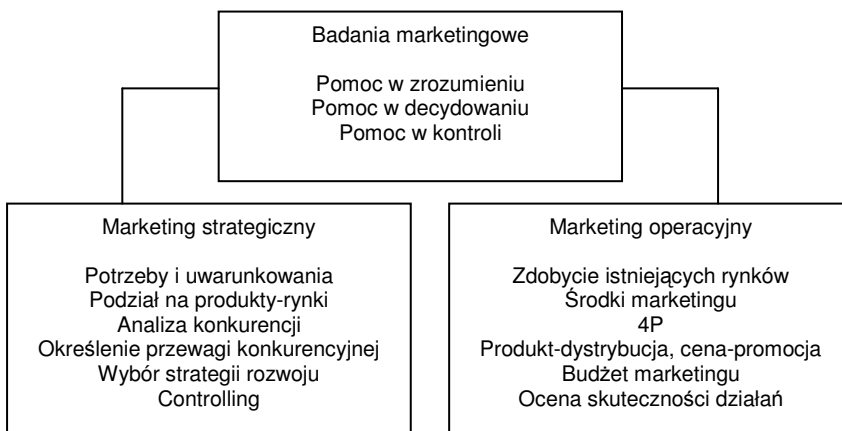 Badania marketingowe
Pomoc w zrozumieniu
Pomoc w decydowaniu
Pomoc w kontroli
Marketing strategiczny
Potrzeby i uwarunkowania
Podział na produkty-rynki
Analiza konkurencji
Określenie przewagi konkurencyjnej
Wybór strategii rozwoju
Controlling
Marketing operacyjny
Zdobycie istniejących rynków
Środki marketingu
4P
Produkt-dystrybucja, cena-promocja
Budżet marketingu
Ocena skuteczności działań